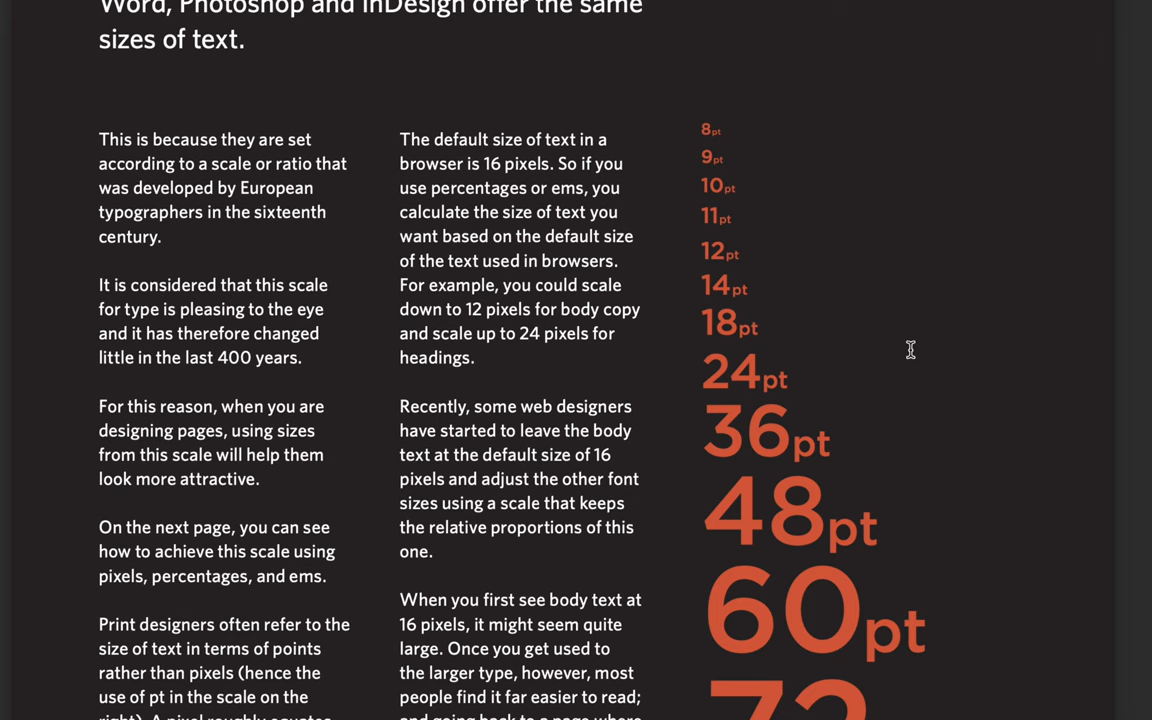 Word, Photoshop and InDesign offer the same
sizes of text.
This is because they are set
according to a scale or ratio that
was developed by European
typographers in the sixteenth
century.
It is considered that this scale
for type is pleasing to the eye
and it has therefore changed
little in the last 400 years.
For this reason, when you are
designing pages, using sizes
from this scale will help them
look more attractive.
On the next page, you can see
how to achieve this scale using
pixels, percentages, and ems.
Print designers often refer to the
size of text in terms of points
rather than pixels (hence the
use of pt in the scale on the
right). A pixel roughly equates
The default size of text in a
browser is 16 pixels. So if you
use percentages or ems, you
calculate the size of text you
want based on the default size
of the text used in browsers.
For example, you could scale
down to 12 pixels for body copy
and scale up to 24 pixels for
headings.
Recently, some web designers
have started to leave the body
text at the default size of 16
pixels and adjust the other font
sizes using a scale that keeps
the relative proportions of this
one.
When you first see body text at
16 pixels, it might seem quite
large. Once you get used to
the larger type, however, most
people find it far easier to read;
and going back to a page where
8pt
9pt
10pt
11pt
12pt
14pt
18pt
24pt
36pt
48pt
60pt
72